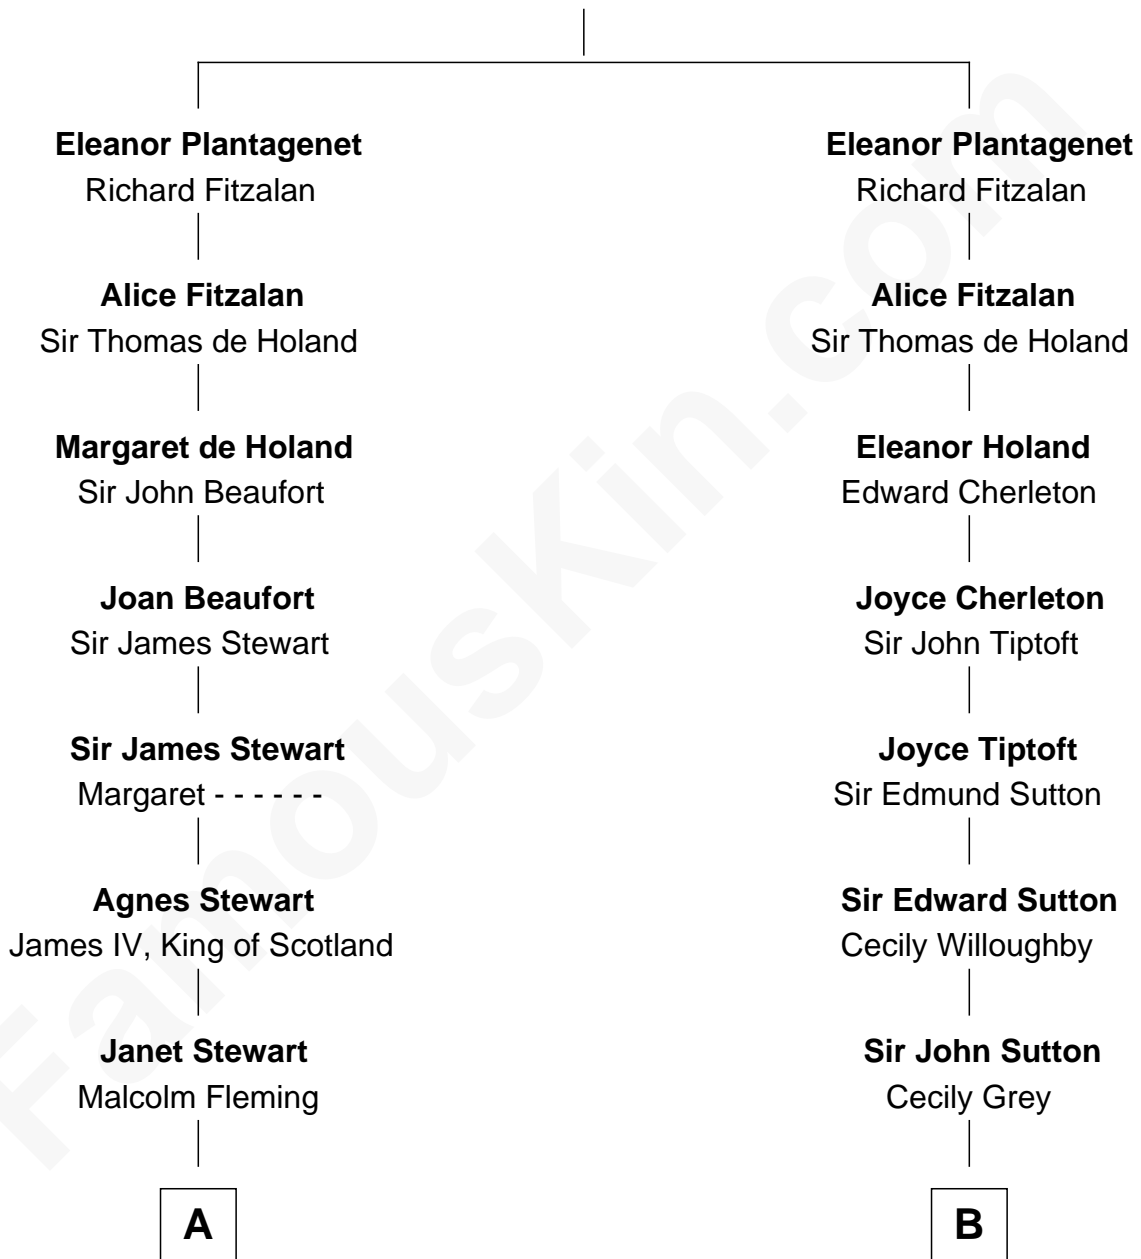 Eleanor Plantagenet
Richard Fitzalan
Alice Fitzalan
Sir Thomas de Holand
Margaret de Holand
Sir John Beaufort
Joan Beaufort
Sir James Stewart
Sir James Stewart
Margaret - - - - - -
Agnes Stewart
James IV, King of Scotland
Janet Stewart
Malcolm Fleming
A
Eleanor Plantagenet
Richard Fitzalan
Alice Fitzalan
Sir Thomas de Holand
Eleanor Holand
Edward Cherleton
Joyce Cherleton
Sir John Tiptoft
Joyce Tiptoft
Sir Edmund Sutton
Sir Edward Sutton
Cecily Willoughby
Sir John Sutton
Cecily Grey
B
FamousKin.com